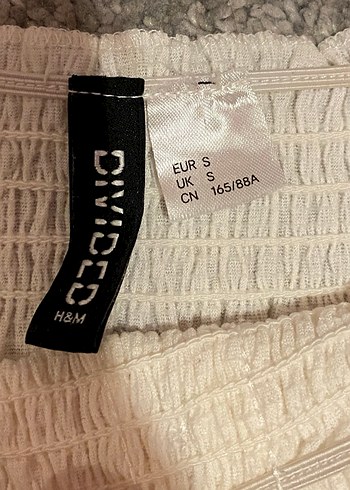 DIVIDED
H&M
EUR S
UK S
CN 165/88A